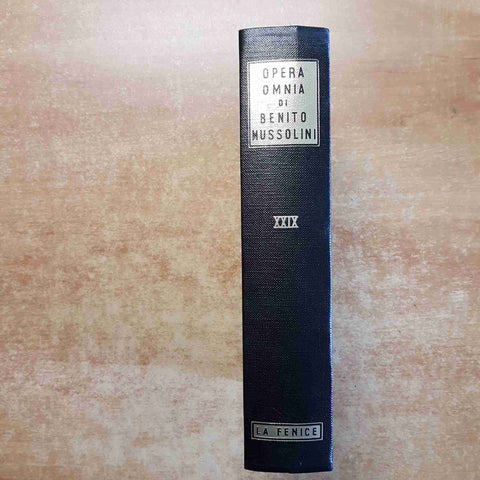 OPERA
OMNIA
DI
BENITO
MUSSOLINI
XXIX
LA FENICE